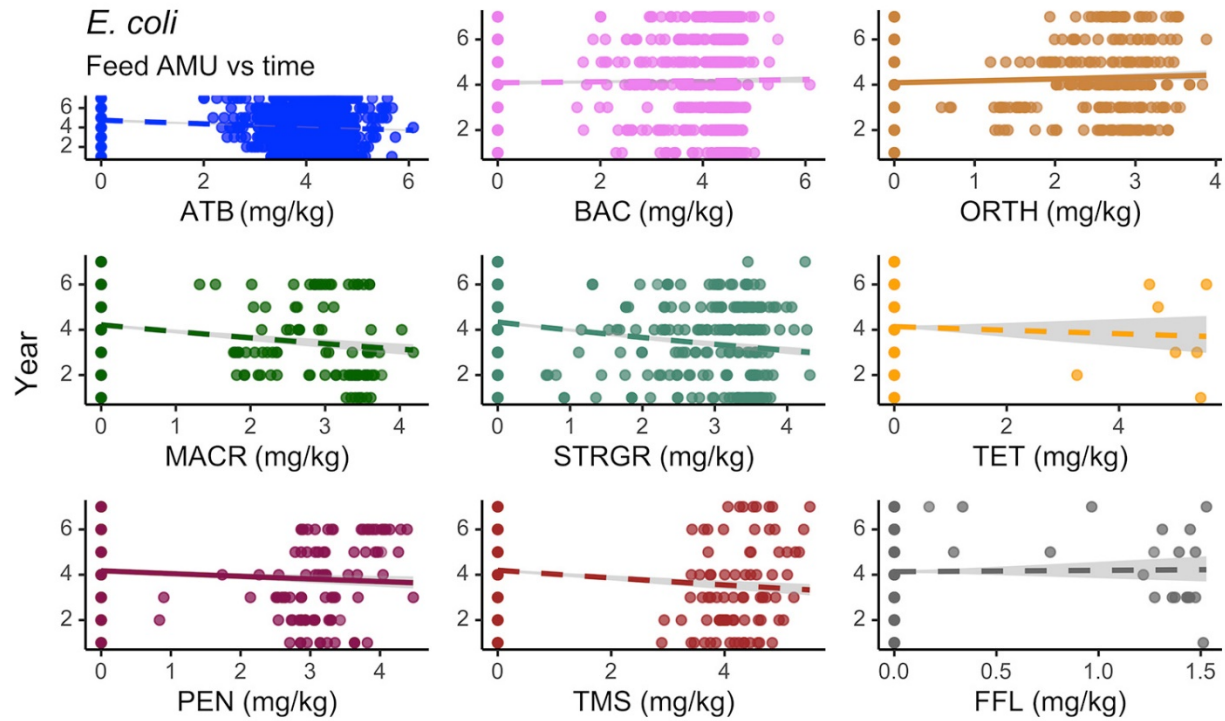 E. coli
Feed AMU vs time
6
4
2
0 2 4 6
ATB (mg/kg)
6
4
2
0 2 4 6
BAC (mg/kg)
6
4
2
0 1 2 3 4
ORTH (mg/kg)
Year
6
4
2
0 1 2 3 4
MACR (mg/kg)
6
4
2
0 1 2 3 4
STRGR (mg/kg)
6
4
2
0 2 4
TET (mg/kg)
6
4
2
0 1 2 3 4
PEN (mg/kg)
6
4
2
0 2 4
TMS (mg/kg)
6
4
2
0.0 0.5 1.0 1.5
FFL (mg/kg)